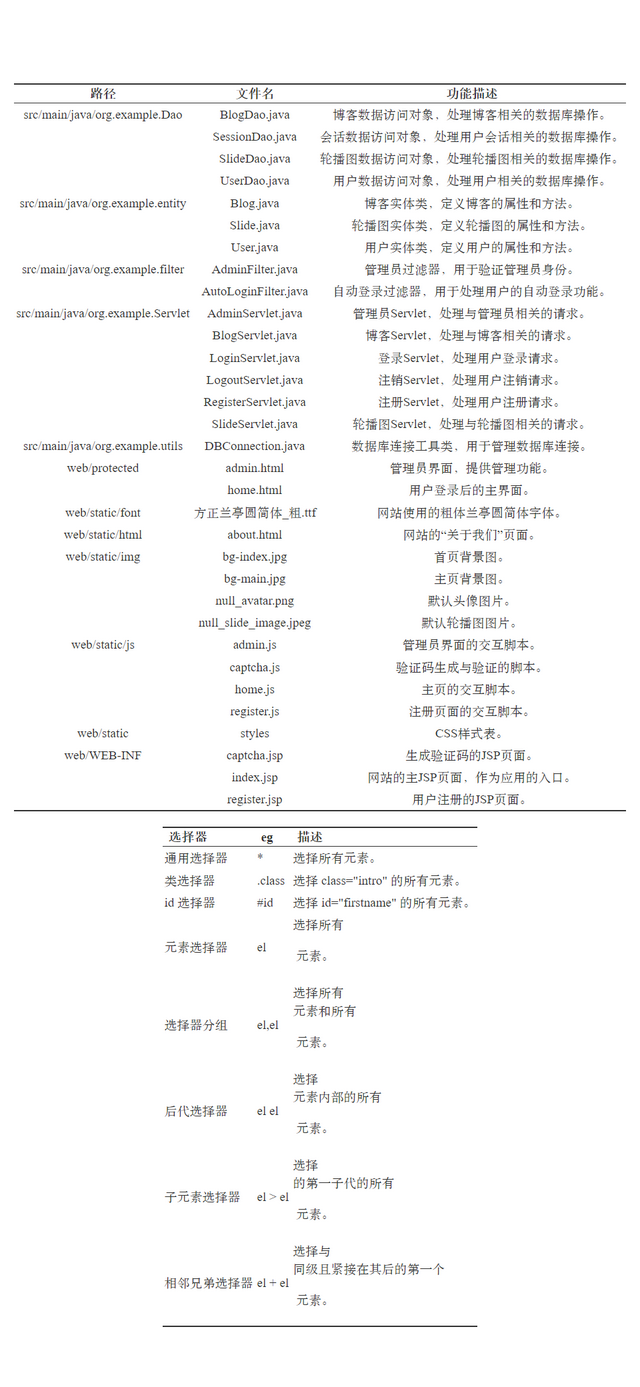 路径 文件名 功能描述
src/main/java/org.example.Dao BlogDao.java 博客数据访问对象，处理博客相关的数据库操作。
SessionDao.java 会话数据访问对象，处理用户会话相关的数据库操作。
SlideDao.java 轮播图数据访问对象，处理轮播图相关的数据库操作。
UserDao.java 用户数据访问对象，处理用户相关的数据库操作。
src/main/java/org.example.entity Blog.java 博客实体类，定义博客的属性和方法。
Slide.java 轮播图实体类，定义轮播图的属性和方法。
User.java 用户实体类，定义用户的属性和方法。
src/main/java/org.example.filter AdminFilter.java 管理员过滤器，用于验证管理员身份。
AutoLoginFilter.java 自动登录过滤器，用于处理用户的自动登录功能。
src/main/java/org.example.Servlet AdminServlet.java 管理员Servlet，处理与管理员相关的请求。
BlogServlet.java 博客Servlet，处理与博客相关的请求。
LoginServlet.java 登录Servlet，处理用户登录请求。
LogoutServlet.java 注销Servlet，处理用户注销请求。
RegisterServlet.java 注册Servlet，处理用户注册请求。
SlideServlet.java 轮播图Servlet，处理与轮播图相关的请求。
src/main/java/org.example.utils DBConnection.java 数据库连接工具类，用于管理数据库连接。
web/protected admin.html 管理员界面，提供管理功能。
home.html 用户登录后的主界面。
web/static/font 方正兰亭圆简体_粗.ttf 网站使用的粗体兰亭圆简体字体。
web/static/html about.html 网站的“关于我们”页面。
web/static/img bg-index.jpg 首页背景图。
bg-main.jpg 主页背景图。
null_avatar.png 默认头像图片。
null_slide_image.jpeg 默认轮播图图片。
web/static/js admin.js 管理员界面的交互脚本。
captcha.js 验证码生成与验证的脚本。
home.js 主页的交互脚本。
register.js 注册页面的交互脚本。
web/static styles CSS样式表。
web/WEB-INF captcha.jsp 生成验证码的JSP页面。
index.jsp 网站的主JSP页面，作为应用的入口。
register.jsp 用户注册的JSP页面。
选择器 eg 描述
通用选择器 * 选择所有元素。
类选择器 .class 选择 class="intro" 的所有元素。
id 选择器 #id 选择 id="firstname" 的所有元素。
选择所有
元素选择器 el
元素。
选择所有
元素和所有
选择器分组 el,el
元素。
选择
元素内部的所有
后代选择器 el el
元素。
选择
的第一子代的所有
子元素选择器 el > el
元素。
选择与
同级且紧接在其后的第一个
相邻兄弟选择器 el + el
元素。